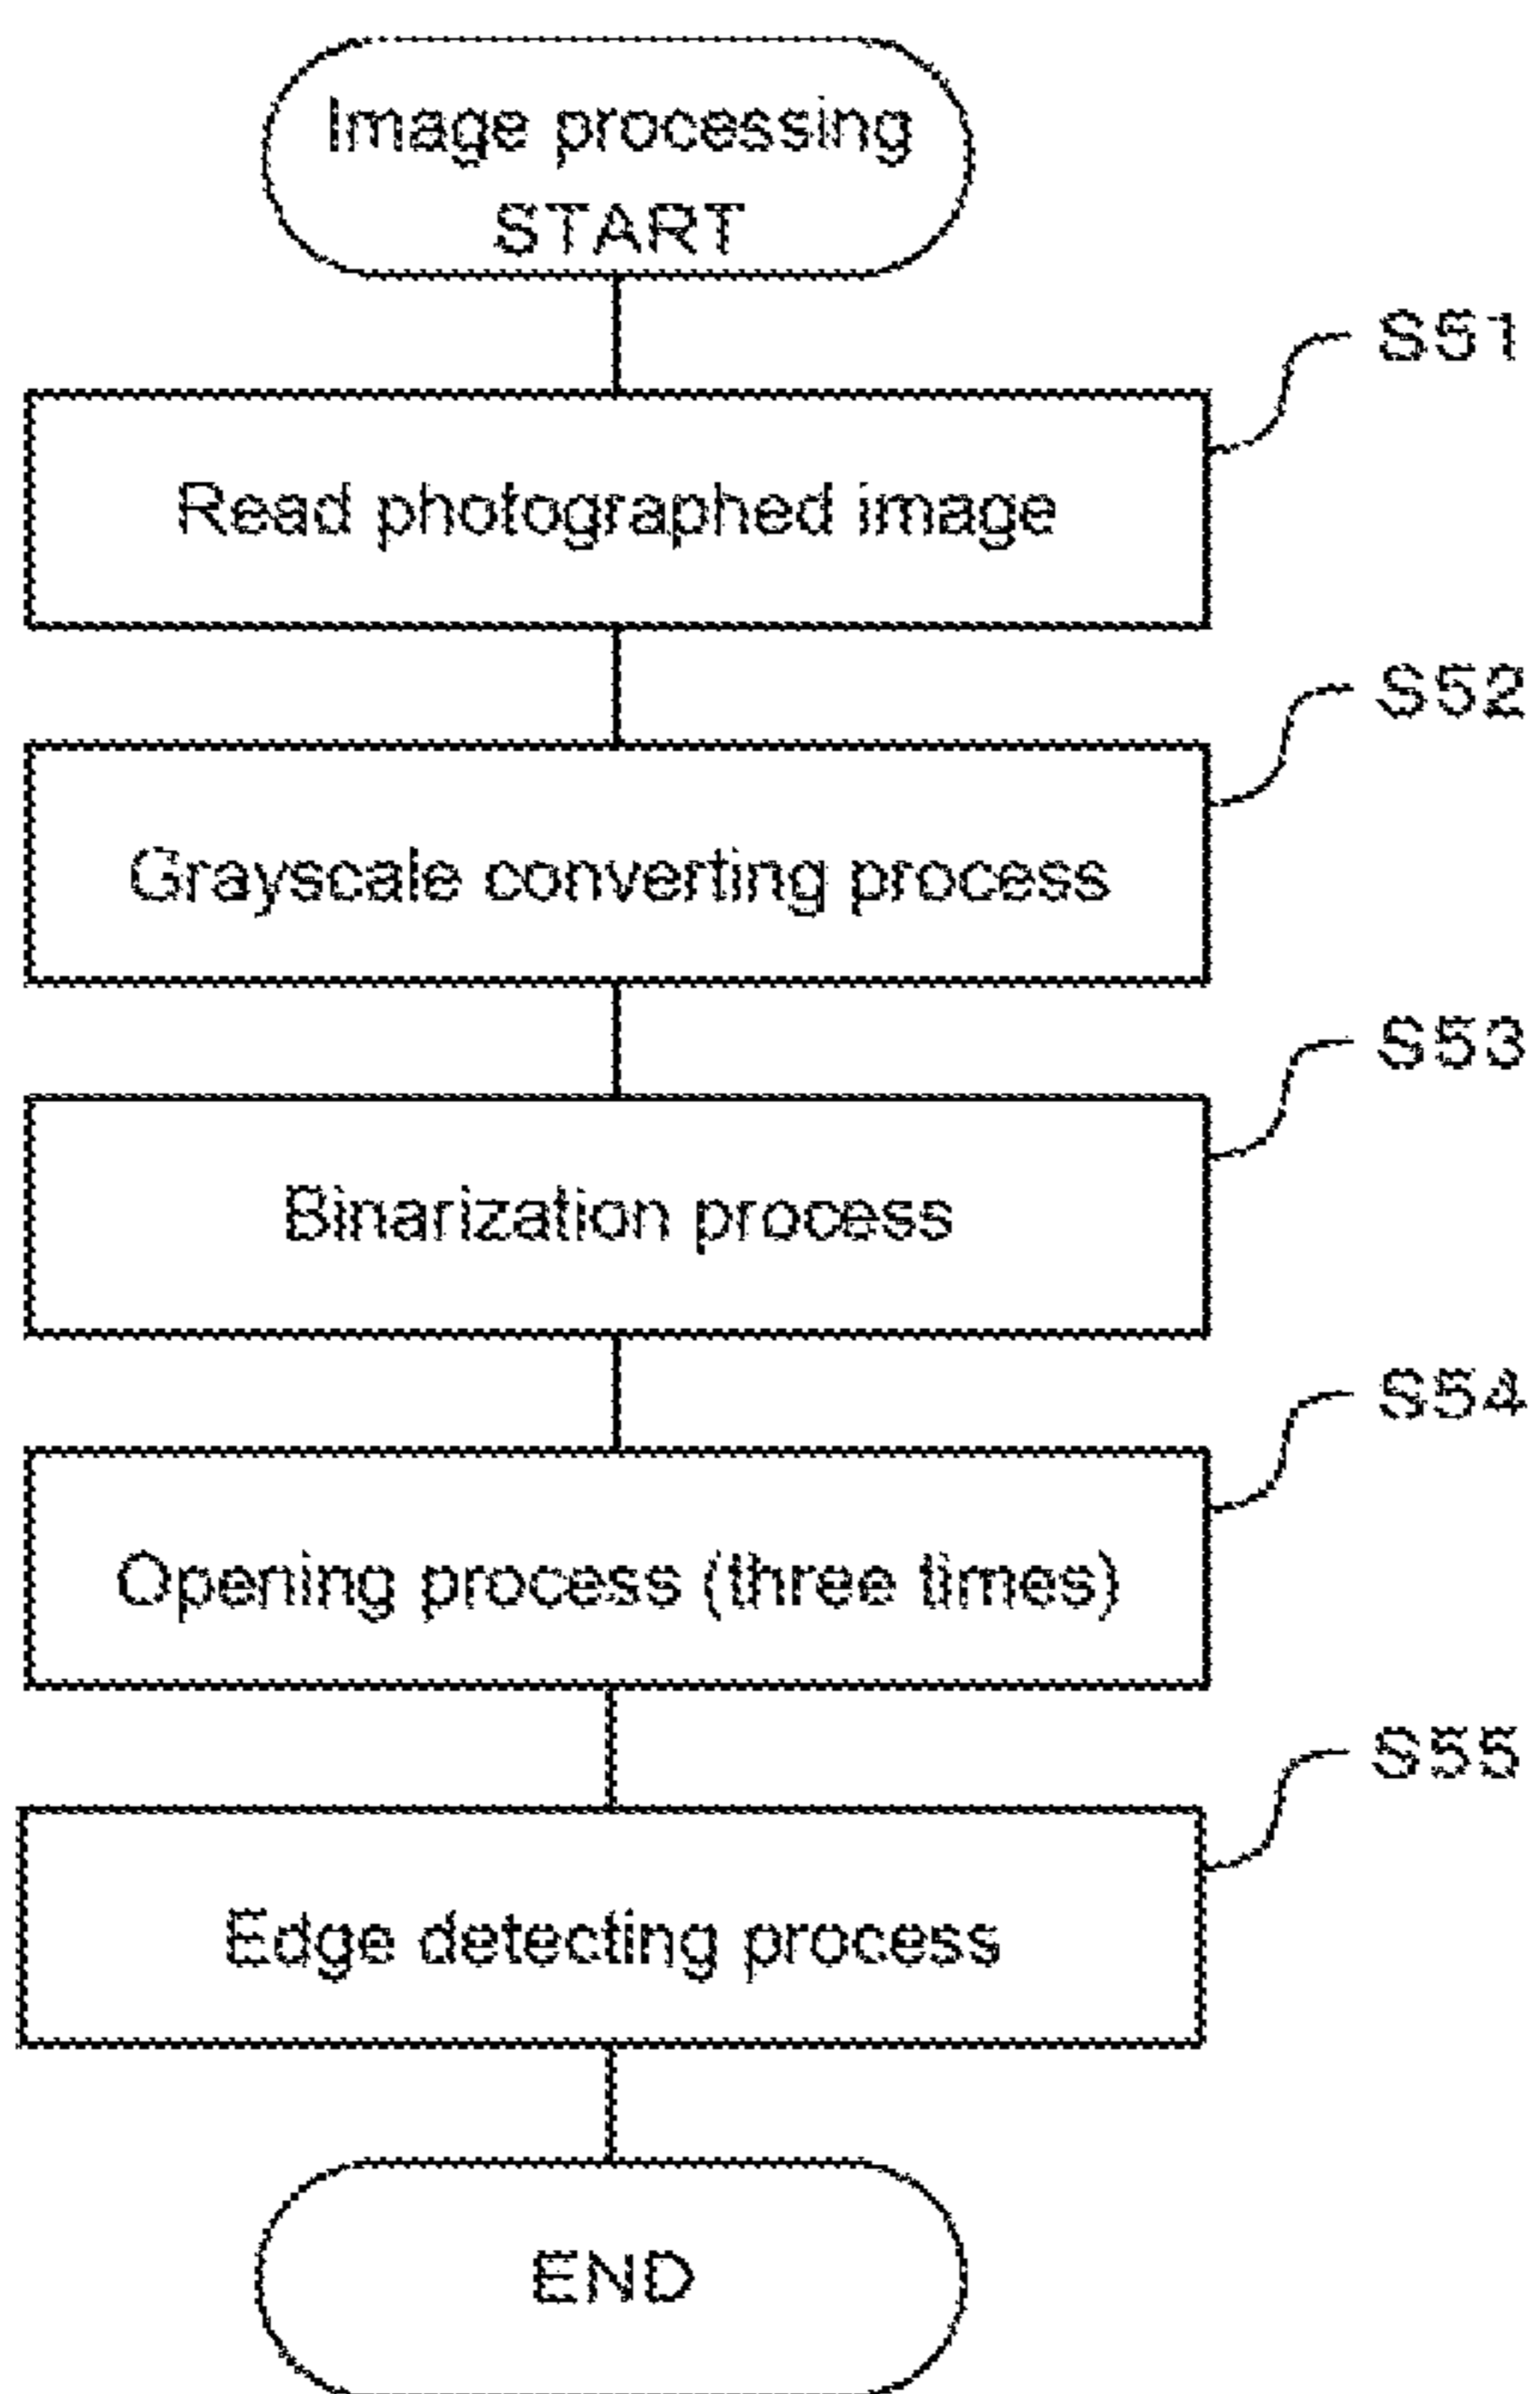 Image processing
START
S51
Read photographed image
S52
Grayscale converting process
S53
Binarization process
S54
Opening process (three times)
S55
Edge detecting process
END